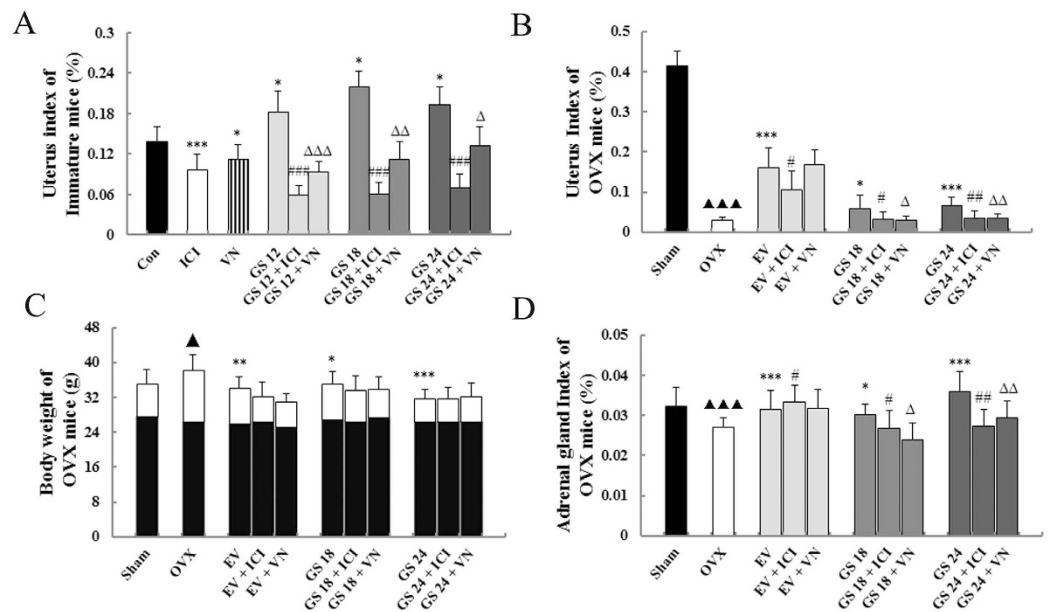 A
Uterus index of
Immature mice (%)
0.3
0.24
0.18
0.12
0.06
0
***
*
*
###
ΔΔΔ
*
###
ΔΔ
*
###
Δ
Con
ICI
VN
GS 12
GS 12 + ICI
GS 12 + VN
GS 18
GS 18 + ICI
GS 18 + VN
GS 24
GS 24 + ICI
GS 24 + VN
B
Uterus Index of
OVX mice (%)
0.5
0.4
0.3
0.2
0.1
0
▲▲▲
***
#
*
#
Δ
***
##
ΔΔ
Sham
OVX
EV
EV + ICI
EV + VN
GS 18
GS 18 + ICI
GS 18 + VN
GS 24
GS 24 + ICI
GS 24 + VN
C
Body weight of
OVX mice (g)
48
40
32
24
16
8
0
▲
**
*
***
Sham
OVX
EV
EV + ICI
EV + VN
GS 18
GS 18 + ICI
GS 18 + VN
GS 24
GS 24 + ICI
GS 24 + VN
D
Adrenal gland Index of
OVX mice (%)
0.05
0.04
0.03
0.02
0.01
0
▲▲▲
***
#
*
#
Δ
***
##
ΔΔ
Sham
OVX
EV
EV + ICI
EV + VN
GS 18
GS 18 + ICI
GS 18 + VN
GS 24
GS 24 + ICI
GS 24 + VN